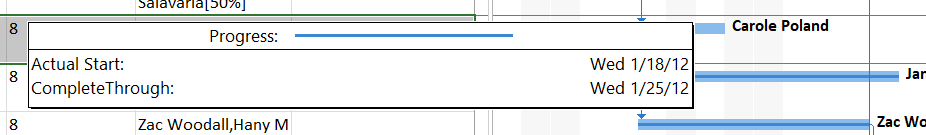 Salavaria[50%]
8
Carole Poland
Progress:
Actual Start: Wed 1/18/12
8
Jan
CompleteThrough: Wed 1/25/12
8
Zac Woodall,Hany M
Zac Wo